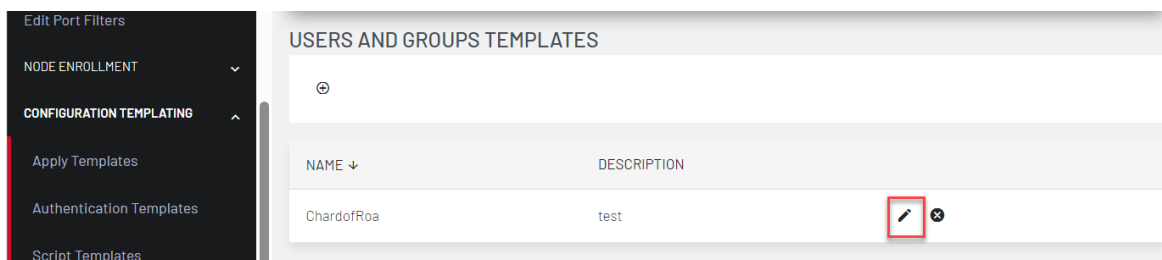 Edit Port Filters
NODE ENROLLMENT
CONFIGURATION TEMPLATING
Apply Templates
Authentication Templates
Script Templates
USERS AND GROUPS TEMPLATES
NAME DESCRIPTION
ChardofRoa test